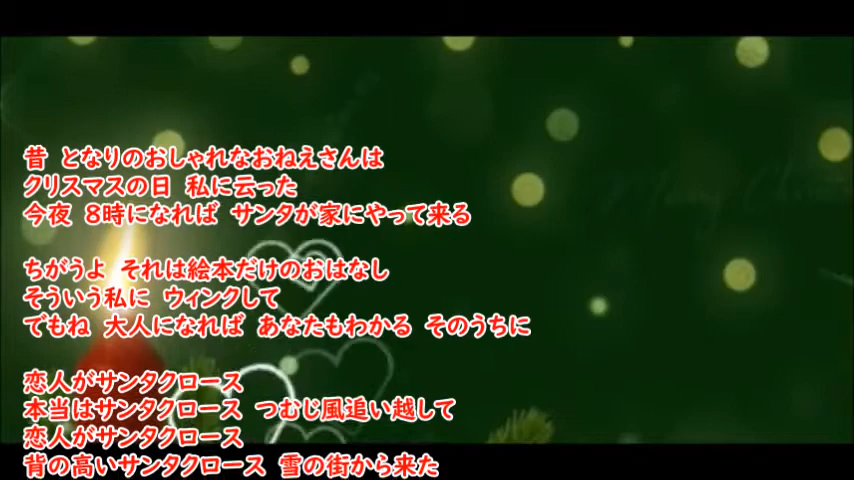 昔 となりのおしゃれなおねえさんは
クリスマスの日 私に云った
今夜 8時になれば サンタが家にやって来る
ちがうよ それは絵本だけのおはなし
そういう私に ウィンクして
でもね 大人になれば あなたもわかる そのうちに
恋人がサンタクロース
本当はサンタクロース つむじ風追い越して
恋人がサンタクロース
背の高いサンタクロース 雪の街から来た